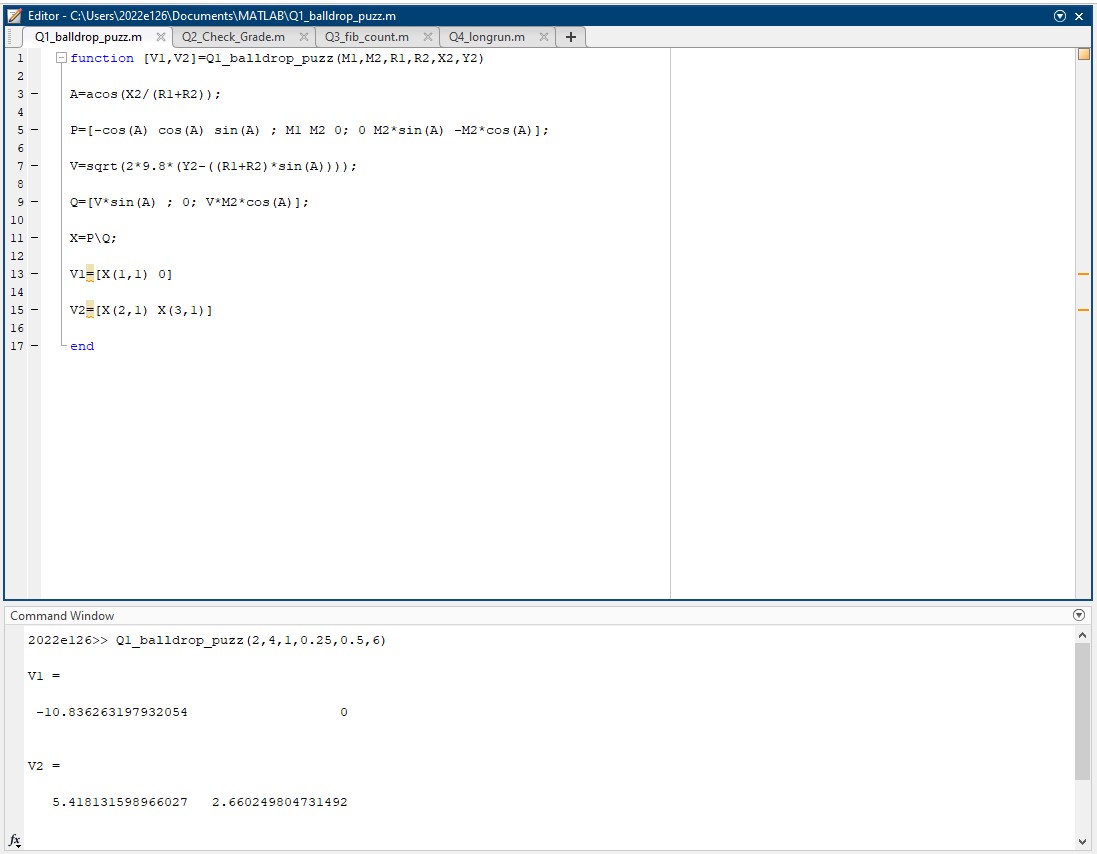 Editor - C:\Users\2022e126\Documents\MATLAB\Q1_balldrop_puzz.m
Q1_balldrop_puzz.m Q2_Check_Grade.m Q3_fib_count.m Q4_longrun.m +
1 function [V1,V2]=Q1_balldrop_puzz(M1,M2,R1,R2,X2,Y2)
2
3 − A=acos(X2/(R1+R2));
4
5 − P=[-cos(A) cos(A) sin(A) ; M1 M2 0; 0 M2*sin(A) -M2*cos(A)];
6
7 − V=sqrt(2*9.8*(Y2-((R1+R2)*sin(A))));
8
9 − Q=[V*sin(A) ; 0; V*M2*cos(A)];
10
11 − X=P\Q;
12
13 − V1=[X(1,1) 0]
14
15 − V2=[X(2,1) X(3,1)]
16
17 − end
Command Window
2022e126>> Q1_balldrop_puzz(2,4,1,0.25,0.5,6)
V1 =
-10.836263197932054 0
V2 =
5.418131598966027 2.660249804731492
fx